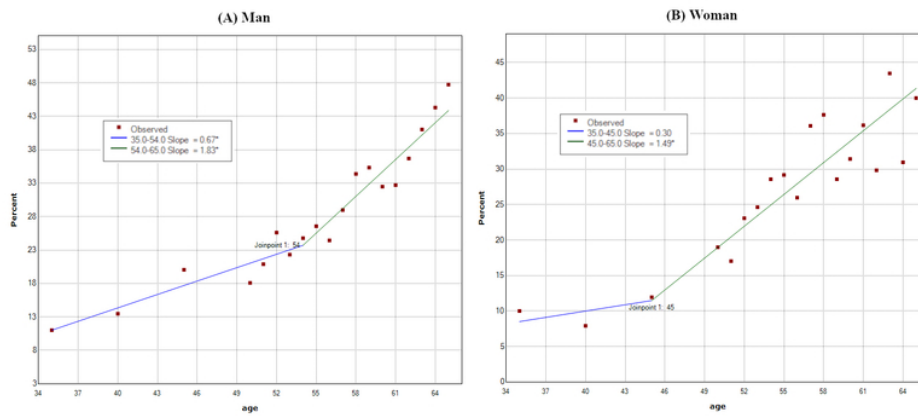 (A) Man
53
48
43
38
33
28
23
18
13
8
3
Percent
Observed
35.0-54.0 Slope = 0.67*
54.0-65.0 Slope = 1.83*
Joinpoint 1: 54
34 37 40 43 46 49 52 55 58 61 64
age
(B) Woman
45
40
35
30
25
20
15
10
5
0
Percent
Observed
35.0-45.0 Slope = 0.30
45.0-65.0 Slope = 1.49*
Joinpoint 1: 45
34 37 40 43 46 49 52 55 58 61 64
age